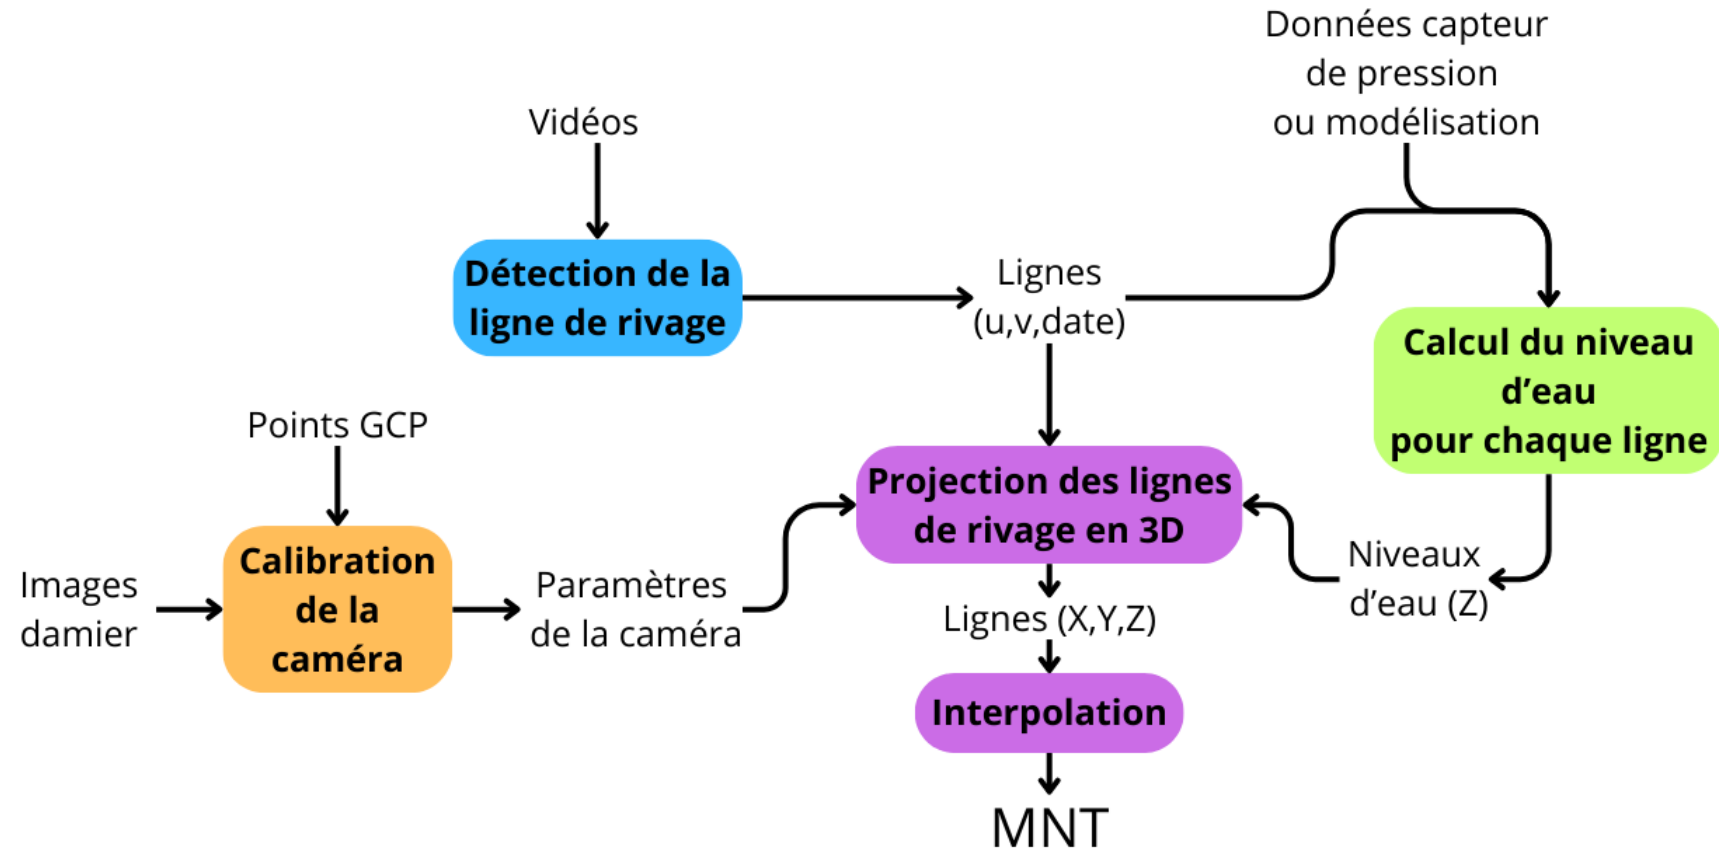 Données capteur
de pression
ou modélisation
Vidéos
Détection de la
ligne de rivage
Lignes
(u,v,date)
Calcul du niveau
d’eau
pour chaque ligne
Points GCP
Projection des lignes
de rivage en 3D
Images
damier
Calibration
de la
caméra
Paramètres
de la caméra
Niveaux
d’eau (Z)
Lignes (X,Y,Z)
Interpolation
MNT